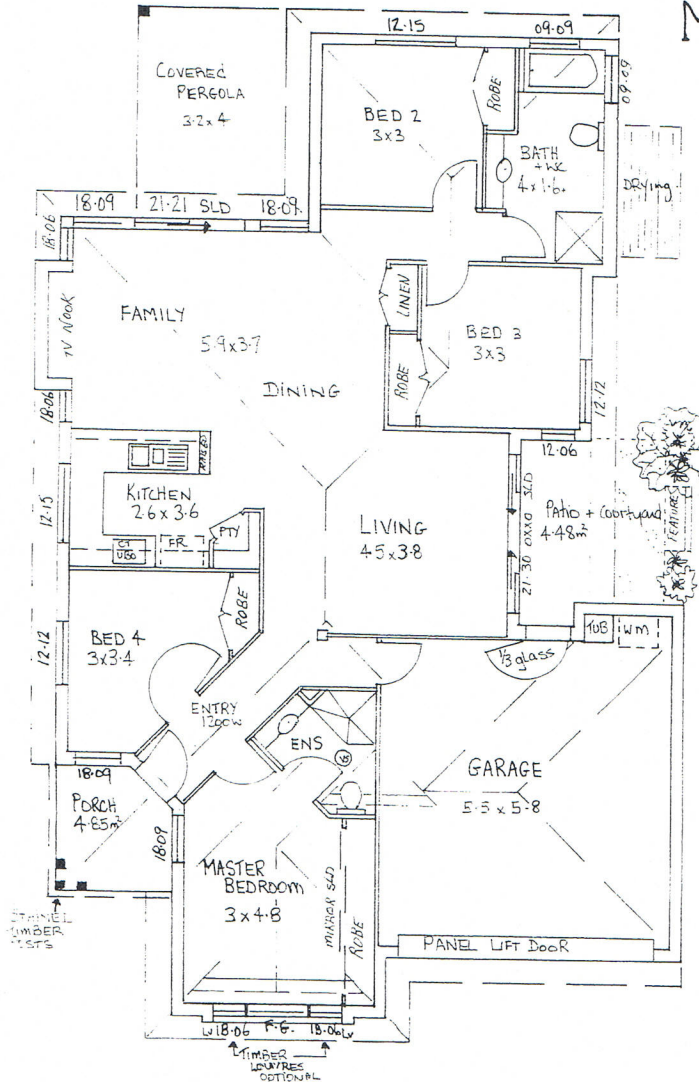 N
12.15
09.09
COVERED
PERGOLA
3.2 x 4
BED 2
3x3
ROBE
09.09
BATH
+ WC
4 x 1.6
DRYING
18.09
21.21 SLD
18.09
18.06
TV NOOK
FAMILY
5.9 x 3.7
LINEN
BED 3
3x3
ROBE
DINING
12.12
18.06
12.06
KITCHEN
2.6 x 3.6
PTY
FR
CT
UBO
12.15
LIVING
4.5 x 3.8
21.30 OXXO SLD
Patio + Courtyard
4.48m²
FEATURES
BED 4
3x3.4
ROBE
12.12
TUB
WM
1/3 glass
ENTRY
1200W
ENS
GARAGE
5.5 x 5.8
18.09
PORCH
4.85m²
18.09
MASTER
BEDROOM
3 x 4.8
MIRROR SLD
ROBE
TIMBER
PANEL LIFT DOOR
Lv 18.06 F.G. 18.06 Lv
TIMBER
LOUVRES
OPTIONAL